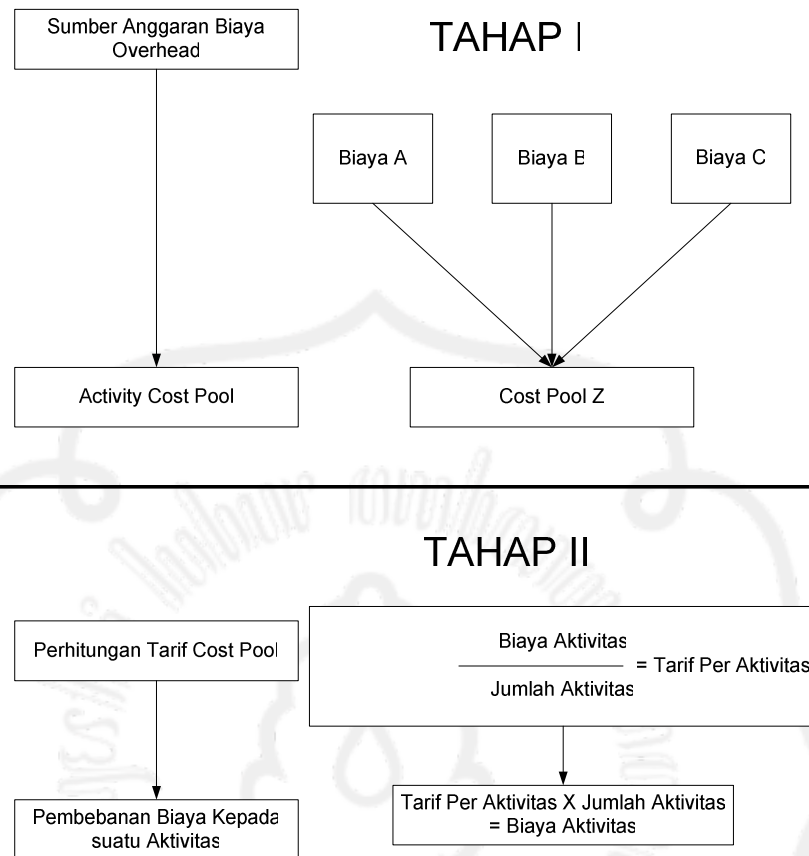 Sumber Anggaran Biaya
Overhead
TAHAP I
Biaya A
Biaya B
Biaya C
Activity Cost Pool
Cost Pool Z
TAHAP II
Perhitungan Tarif Cost Pool
Biaya Aktivitas
Jumlah Aktivitas
= Tarif Per Aktivitas
Pembebanan Biaya Kepada
suatu Aktivitas
Tarif Per Aktivitas X Jumlah Aktivitas
= Biaya Aktivitas